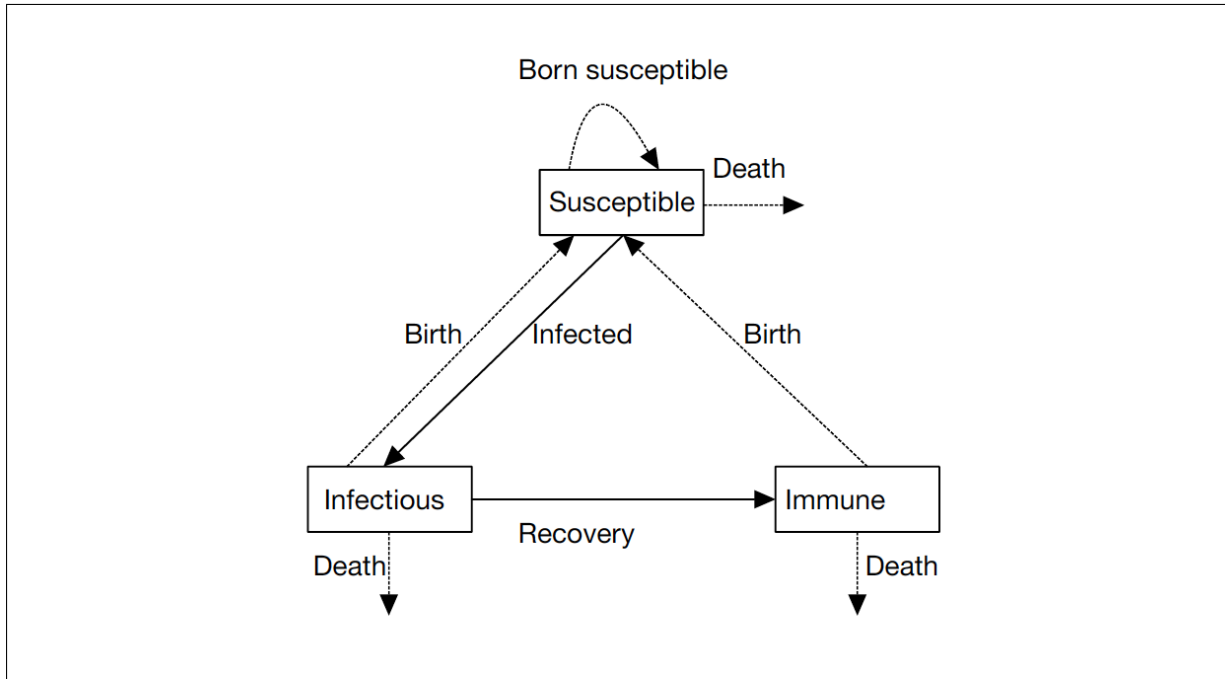 Born susceptible
Death
Susceptible
Birth
Infected
Birth
Infectious
Immune
Recovery
Death
Death